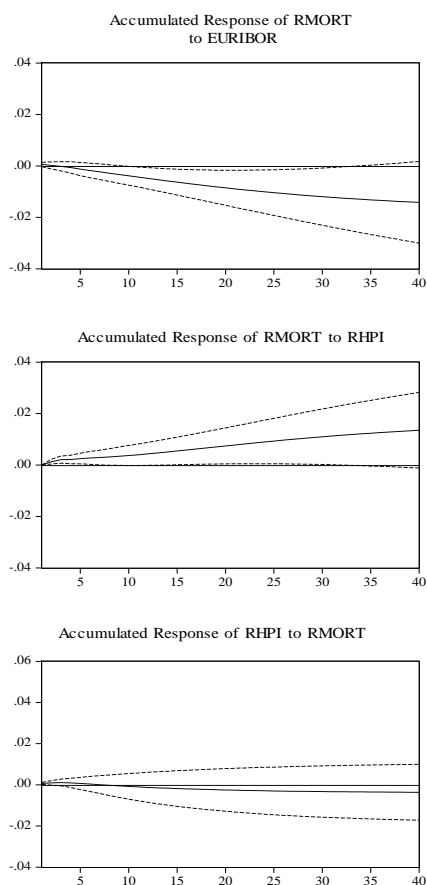 Accumulated Response of RMORT
to EURIBOR
.04
.02
.00
-.02
-.04
5 10 15 20 25 30 35 40
Accumulated Response of RMORT to RHPI
.04
.02
.00
-.02
-.04
5 10 15 20 25 30 35 40
Accumulated Response of RHPI to RMORT
.06
.04
.02
.00
-.02
-.04
5 10 15 20 25 30 35 40